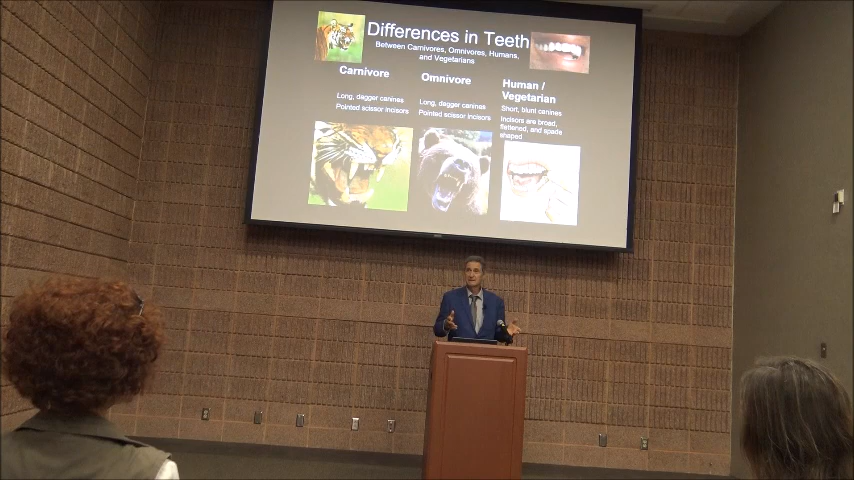 Differences in Teeth
Between Carnivores, Omnivores, Humans,
and Vegetarians
Carnivore
Long, dagger canines
Pointed scissor incisors
Omnivore
Long, dagger canines
Pointed scissor incisors
Human /
Vegetarian
Short, blunt canines
Incisors are broad,
flattened, and spade
shaped